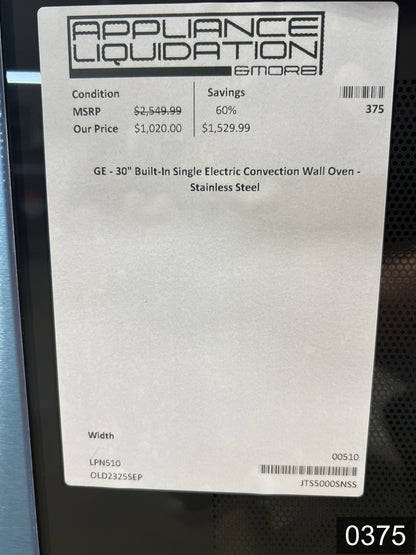 APPLIANCE
LIQUIDATION
&MORE
Condition Savings
MSRP $2,549.99 60% 375
Our Price $1,020.00 $1,529.99
GE - 30" Built-In Single Electric Convection Wall Oven -
Stainless Steel
Width
LPN510 00510
OLD2325SEP JTS5000SNSS
0375